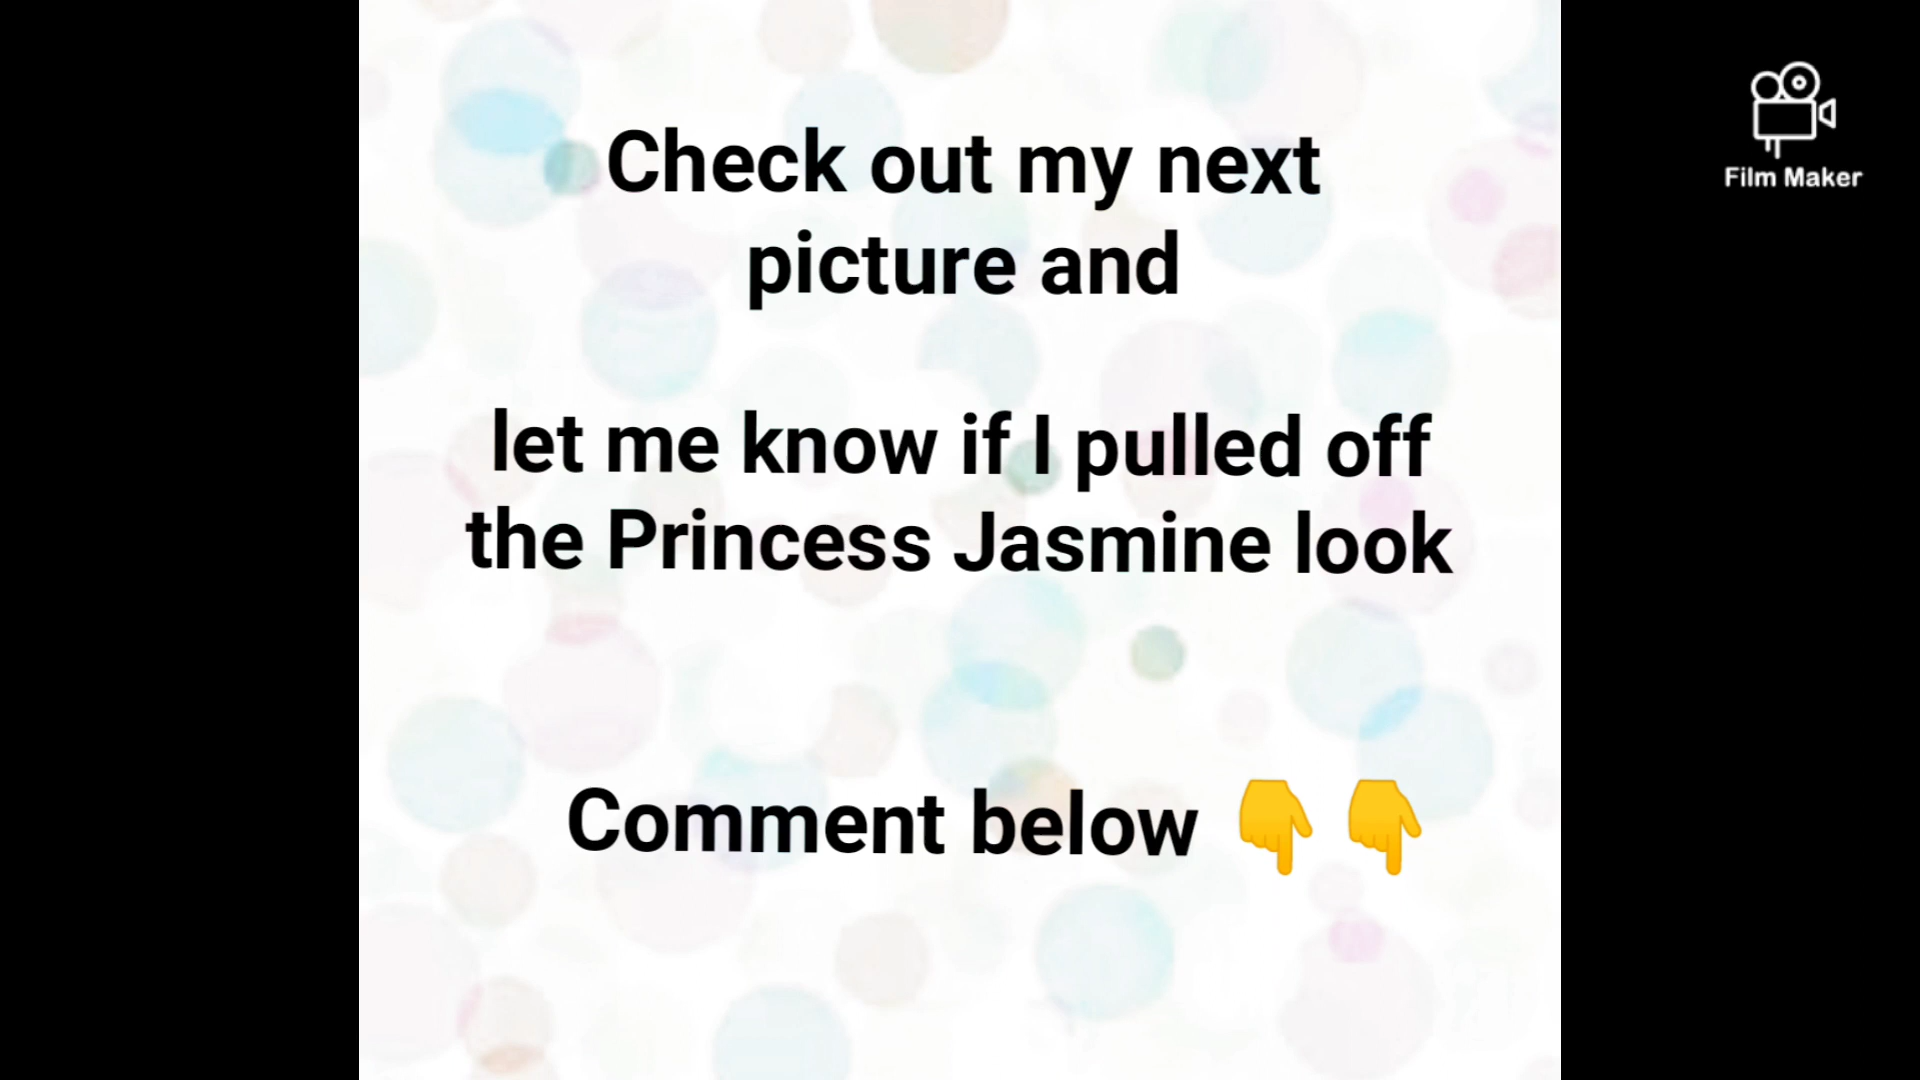 Check out my next
picture and
let me know if I pulled off
the Princess Jasmine look
Comment below 👇 👇
Film Maker